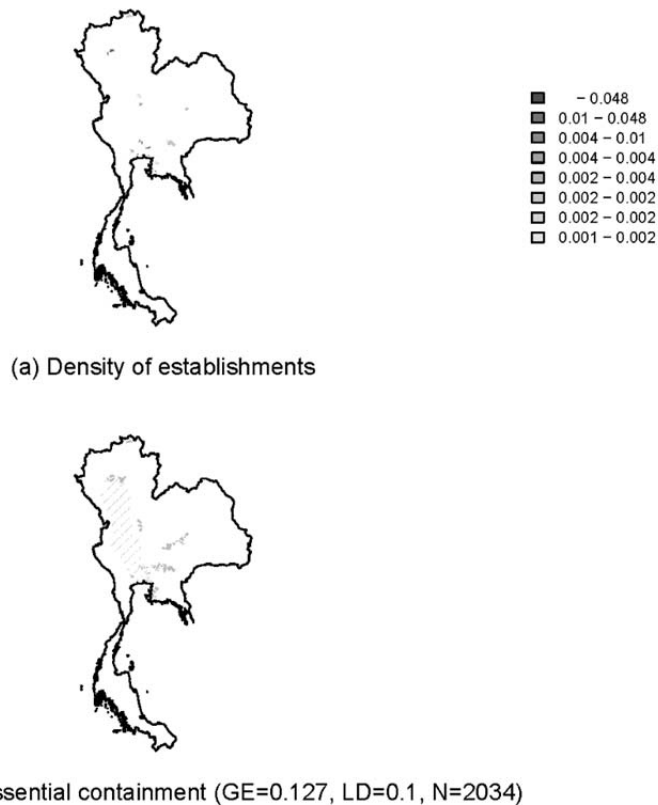 − 0.048
0.01 − 0.048
0.004 − 0.01
0.004 − 0.004
0.002 − 0.004
0.002 − 0.002
0.002 − 0.002
0.001 − 0.002
(a) Density of establishments
ssential containment (GE=0.127, LD=0.1, N=2034)